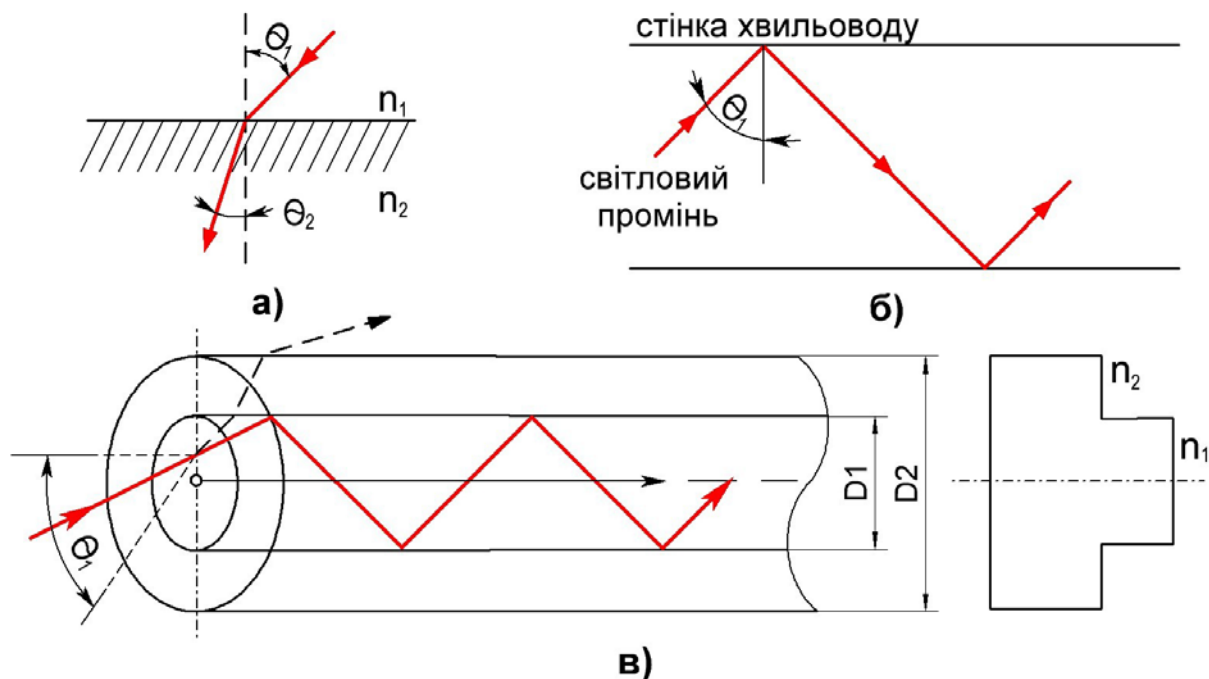 Θ₁
n₁
n₂
Θ₂
а)
стінка хвильоводу
Θ₁
світловий
промінь
б)
Θ₁
D1
D2
n₂
n₁
в)